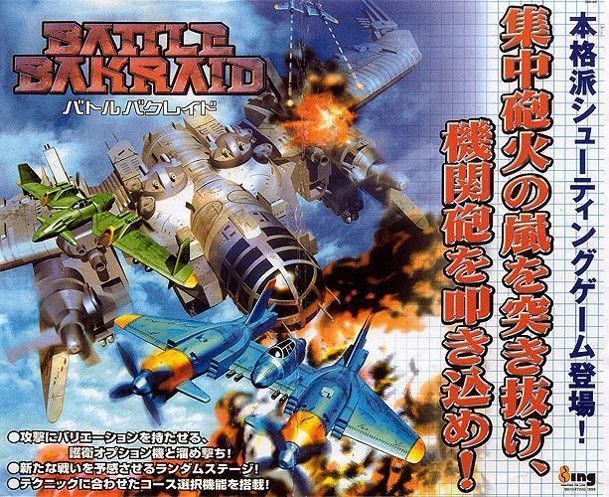 BATTLE
BAKRAID
バトルバクレイド
本格派シューティングゲーム登場！
集中砲火の嵐を突き抜け、
機関砲を叩き込め！
●攻撃にバリエーションを持たせる、
護衛オプション機と溜め撃ち！
●新たな戦いを予感させるランダムステージ！
●テクニックに合わせたコース選択機能を搭載！
8ing